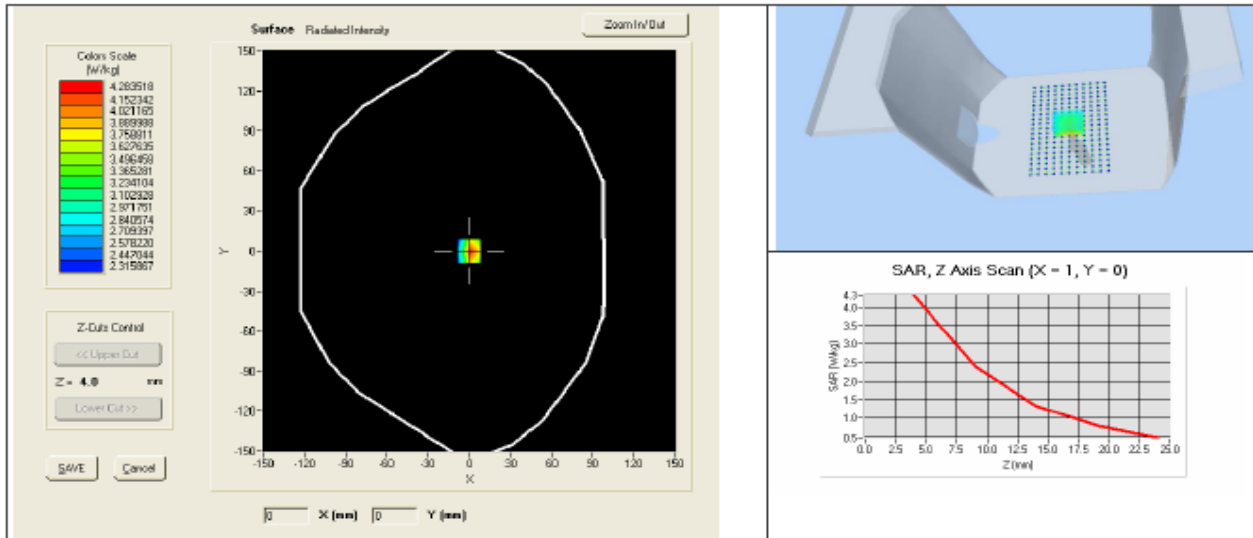 Surface Radiated Intensity
Zoom In/Out
Colors Scale
[W/kg]
4.283518
4.152342
4.021165
3.889988
3.758811
3.627635
3.496458
3.365281
3.234104
3.102928
2.971751
2.840574
2.709397
2.578220
2.447044
2.315867
150-
120-
90-
60-
30-
0-
-30-
-60-
-90-
-120-
-150-
Y
-150 -120 -90 -60 -30 0 30 60 90 120 150
X
Z-Cuts Control
<< Upper Cut
Z = 4.0 mm
Lower Cut >>
SAVE Cancel
0 X (mm) 0 Y (mm)
SAR, Z Axis Scan (X = 1, Y = 0)
4.3-
4.0-
3.5-
3.0-
2.5-
2.0-
1.5-
1.0-
0.5-
SAR [W/kg]
0.0 2.5 5.0 7.5 10.0 12.5 15.0 17.5 20.0 22.5 25.0
Z [mm]